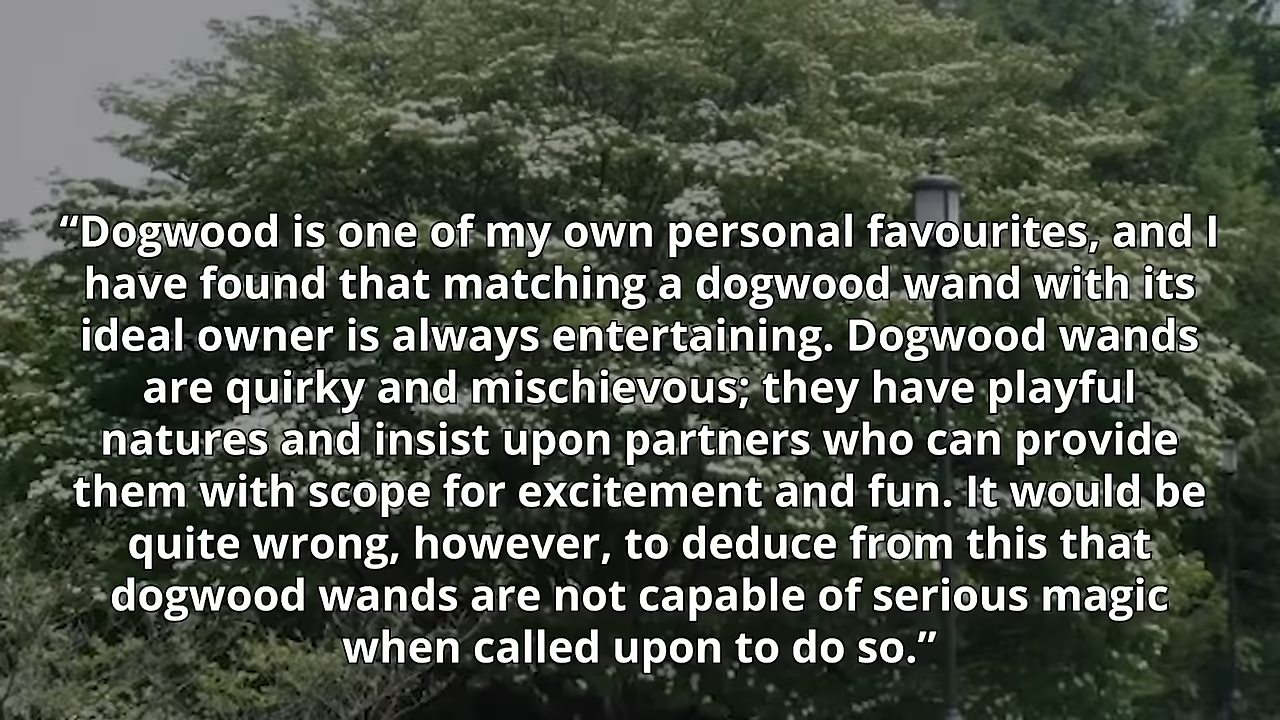 “Dogwood is one of my own personal favourites, and I
have found that matching a dogwood wand with its
ideal owner is always entertaining. Dogwood wands
are quirky and mischievous; they have playful
natures and insist upon partners who can provide
them with scope for excitement and fun. It would be
quite wrong, however, to deduce from this that
dogwood wands are not capable of serious magic
when called upon to do so.”